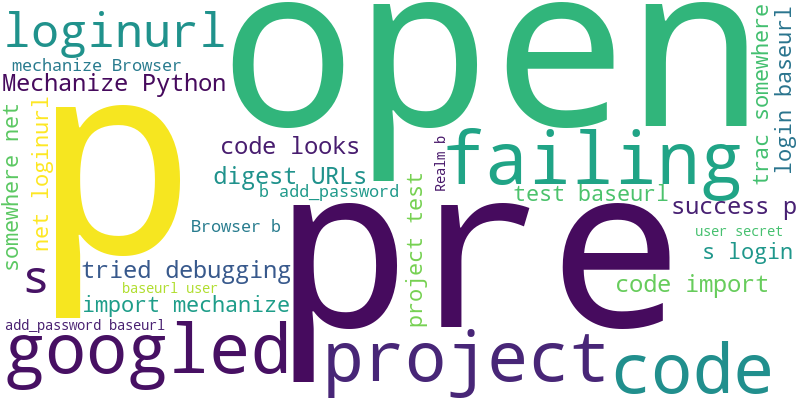 loginurl
open
mechanize Browser
Mechanize Python
p
somewhere net
net loginurl
code looks
digest URLs
b add_password
Realm b
failing
test baseurl
trac somewhere
login baseurl
success p
user secret
s login
Browser b
pre
project test
s
tried debugging
baseurl user
import mechanize
code import
add_password baseurl
googled
project
code